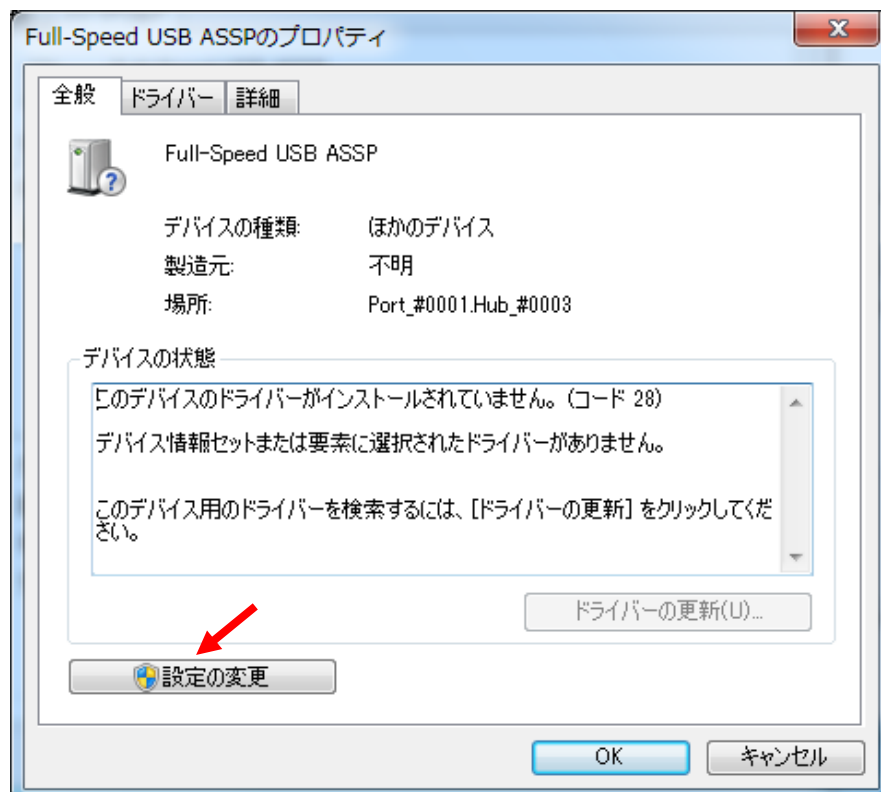 Full-Speed USB ASSPのプロパティ
全般 ドライバー 詳細
Full-Speed USB ASSP
デバイスの種類: ほかのデバイス
製造元: 不明
場所: Port_#0001.Hub_#0003
デバイスの状態
このデバイスのドライバーがインストールされていません。(コード 28)
デバイス情報セットまたは要素に選択されたドライバーがありません。
このデバイス用のドライバーを検索するには、[ドライバーの更新] をクリックしてくだ
さい。
ドライバーの更新(U)...
設定の変更
OK キャンセル